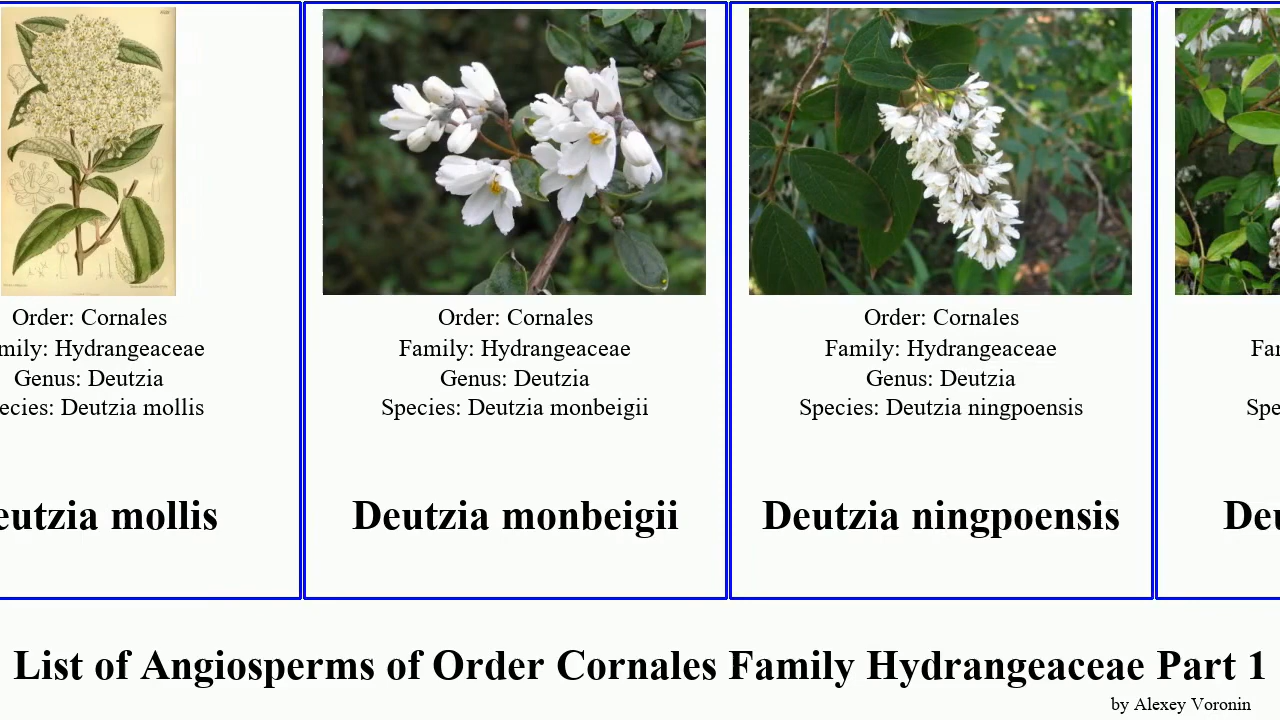 Order: Cornales
mily: Hydrangeaceae
Genus: Deutzia
ecies: Deutzia mollis
eutzia mollis
Order: Cornales
Family: Hydrangeaceae
Genus: Deutzia
Species: Deutzia monbeigii
Deutzia monbeigii
Order: Cornales
Family: Hydrangeaceae
Genus: Deutzia
Species: Deutzia ningpoensis
Deutzia ningpoensis
Fa
Spe
Deu
List of Angiosperms of Order Cornales Family Hydrangeaceae Part 1
by Alexey Voronin